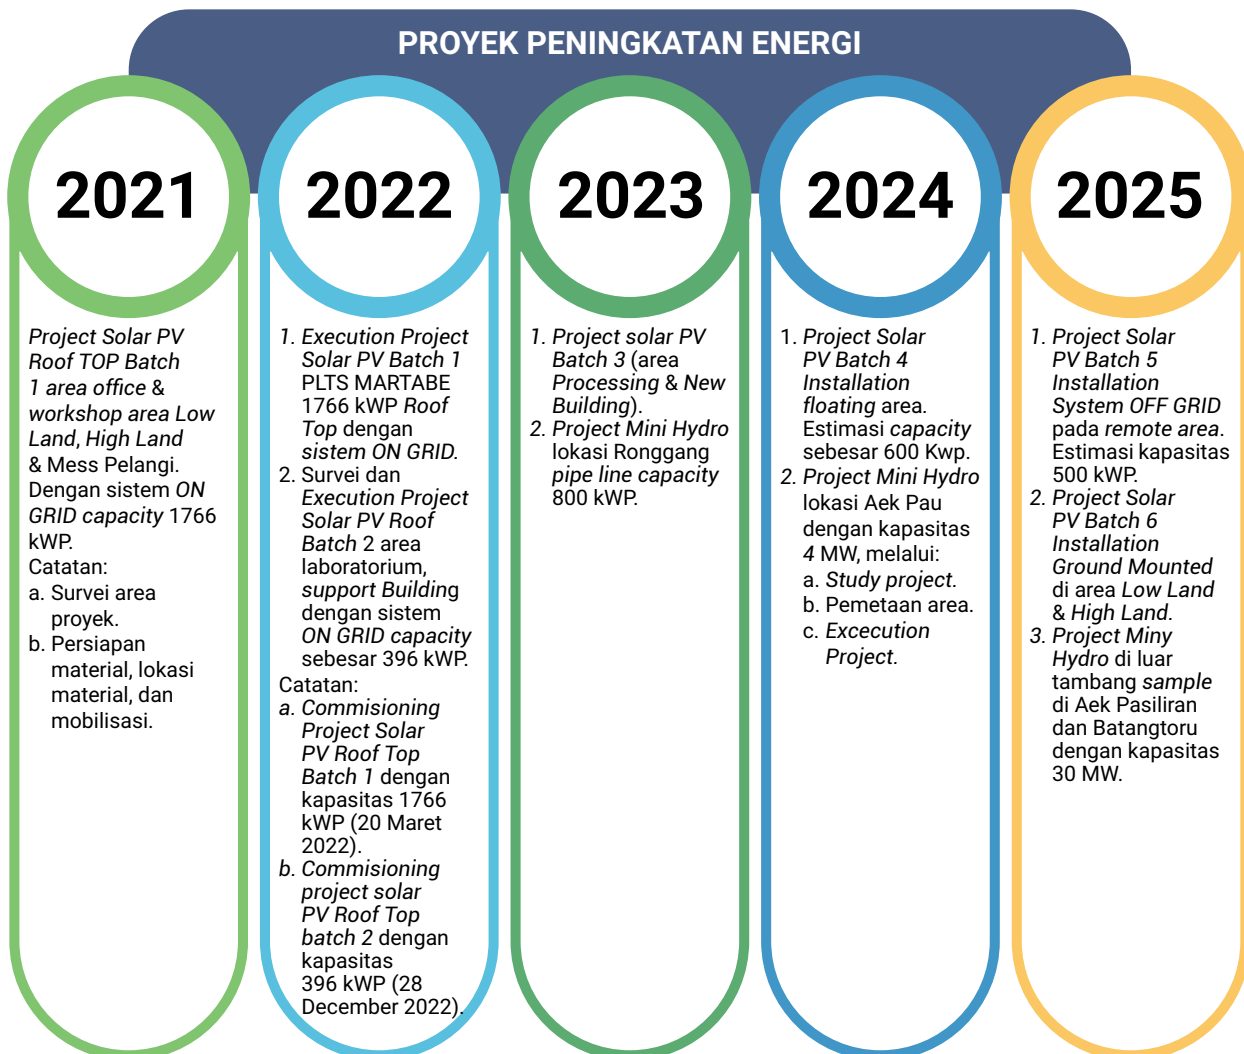 PROYEK PENINGKATAN ENERGI
2021
Project Solar PV
Roof TOP Batch
1 area office &
workshop area Low
Land, High Land
& Mess Pelangi.
Dengan sistem ON
GRID capacity 1766
kWP.
Catatan:
a. Survei area
proyek.
b. Persiapan
material, lokasi
material, dan
mobilisasi.
2022
1. Execution Project
Solar PV Batch 1
PLTS MARTABE
1766 kWP Roof
Top dengan
sistem ON GRID.
2. Survei dan
Execution Project
Solar PV Roof
Batch 2 area
laboratorium,
support Building
dengan sistem
ON GRID capacity
sebesar 396 kWP.
Catatan:
a. Commisioning
Project Solar
PV Roof Top
Batch 1 dengan
kapasitas 1766
kWP (20 Maret
2022).
b. Commisioning
project solar
PV Roof Top
batch 2 dengan
kapasitas
396 kWP (28
December 2022).
2023
1. Project solar PV
Batch 3 (area
Processing & New
Building).
2. Project Mini Hydro
lokasi Ronggang
pipe line capacity
800 kWP.
2024
1. Project Solar
PV Batch 4
Installation
floating area.
Estimasi capacity
sebesar 600 Kwp.
2. Project Mini Hydro
lokasi Aek Pau
dengan kapasitas
4 MW, melalui:
a. Study project.
b. Pemetaan area.
c. Excecution
Project.
2025
1. Project Solar
PV Batch 5
Installation
System OFF GRID
pada remote area.
Estimasi kapasitas
500 kWP.
2. Project Solar
PV Batch 6
Installation
Ground Mounted
di area Low Land
& High Land.
3. Project Miny
Hydro di luar
tambang sample
di Aek Pasiliran
dan Batangtoru
dengan kapasitas
30 MW.